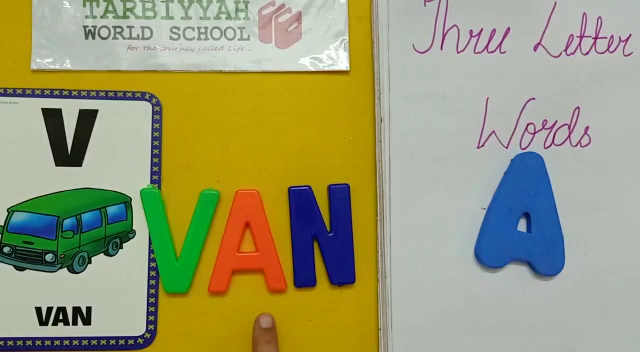 TARBIYYAH
WORLD SCHOOL
for the journey called Life...
V
VAN
VAN
Three Letter
Words
A